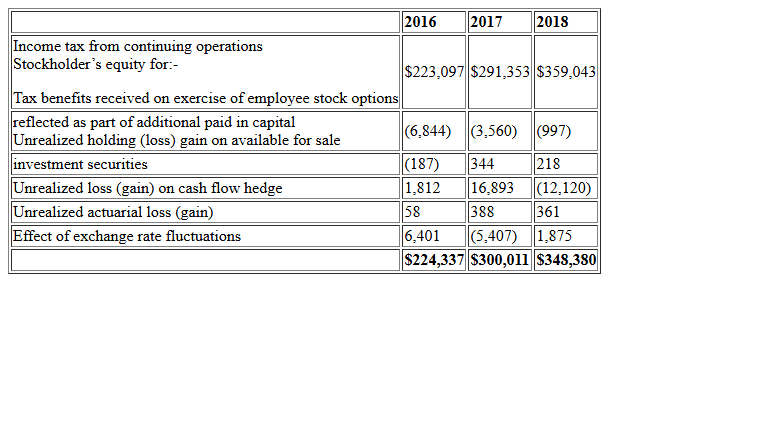 2016 2017 2018
Income tax from continuing operations
Stockholder’s equity for:-
$223,097 $291,353 $359,043
Tax benefits received on exercise of employee stock options
reflected as part of additional paid in capital
(6,844) (3,560) (997)
Unrealized holding (loss) gain on available for sale
investment securities (187) 344 218
Unrealized loss (gain) on cash flow hedge 1,812 16,893 (12,120)
Unrealized actuarial loss (gain) 58 388 361
Effect of exchange rate fluctuations 6,401 (5,407) 1,875
$224,337 $300,011 $348,380